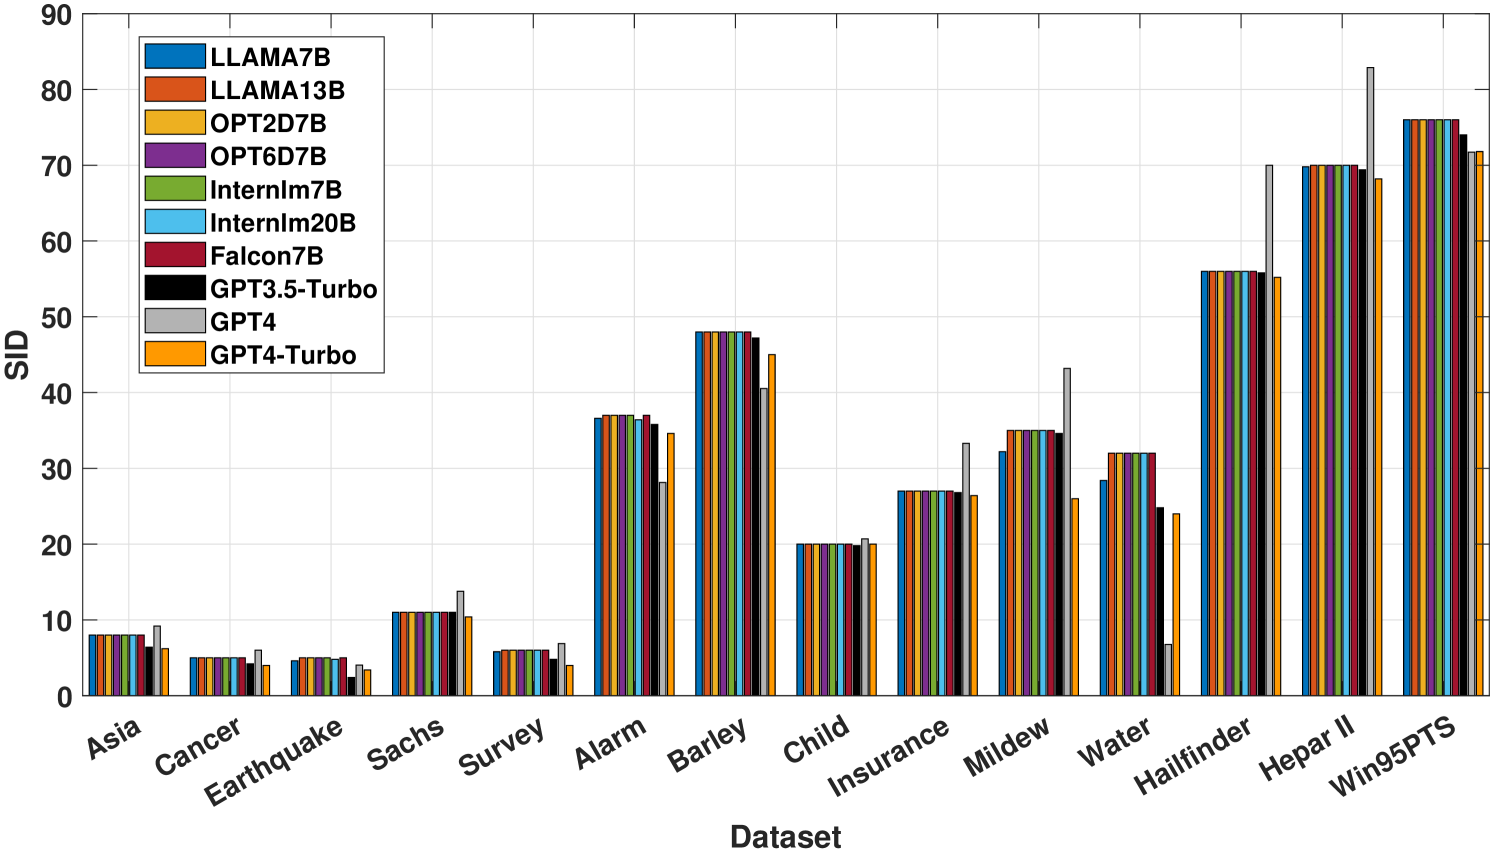 90
80
70
60
50
40
30
20
10
0
SID
LLAMA7B
LLAMA13B
OPT2D7B
OPT6D7B
Internlm7B
Internlm20B
Falcon7B
GPT3.5-Turbo
GPT4
GPT4-Turbo
Asia
Cancer
Earthquake
Sachs
Survey
Alarm
Barley
Child
Insurance
Mildew
Water
Hailfinder
Hepar II
Win95PTS
Dataset